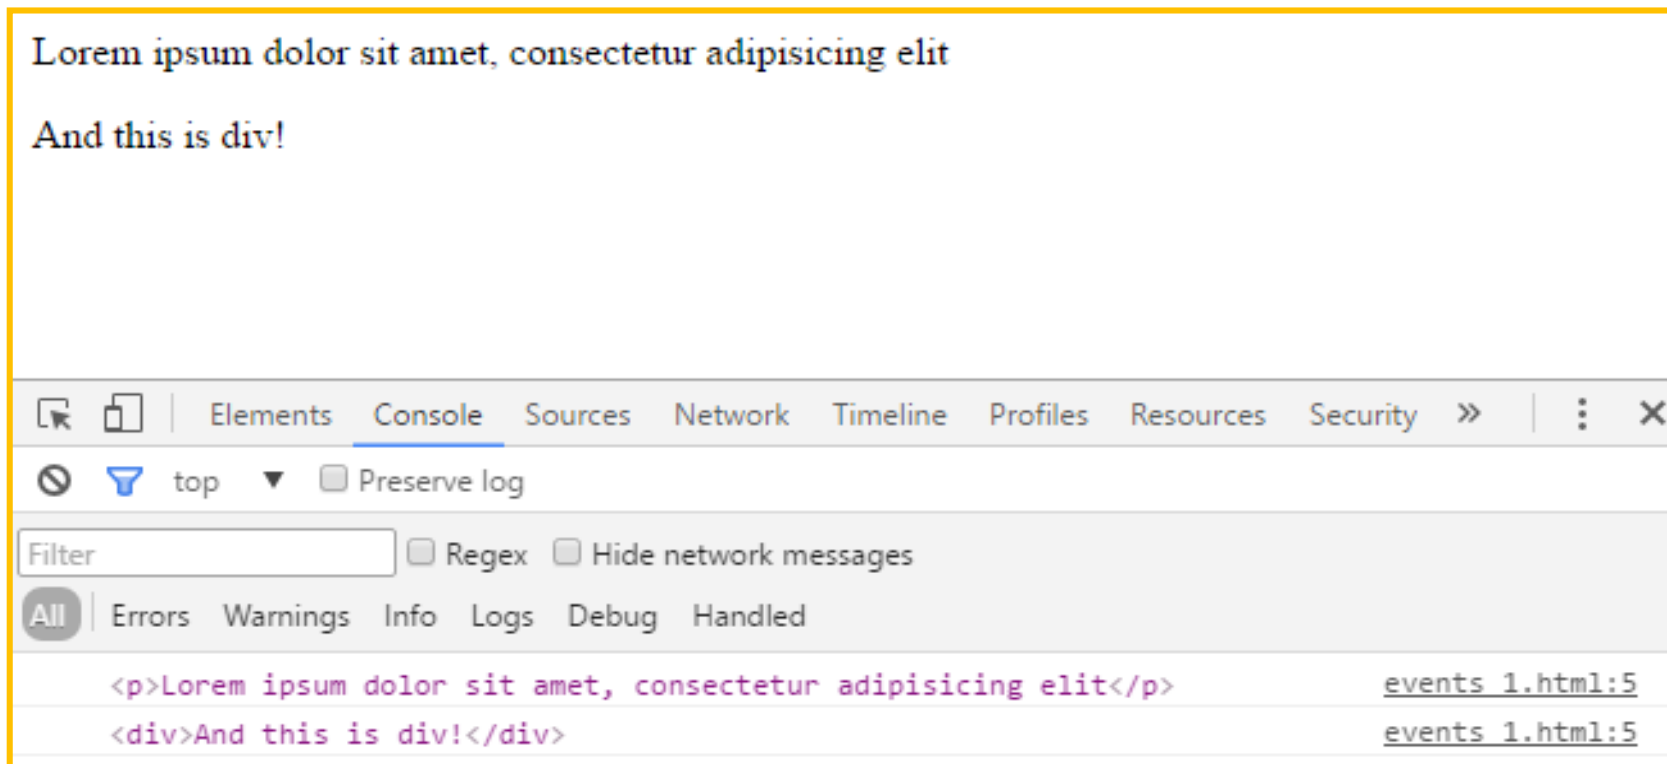 Lorem ipsum dolor sit amet, consectetur adipisicing elit
And this is div!
Elements Console Sources Network Timeline Profiles Resources Security »
top ▼ Preserve log
Filter Regex Hide network messages
All Errors Warnings Info Logs Debug Handled
<p>Lorem ipsum dolor sit amet, consectetur adipisicing elit</p> events 1.html:5
<div>And this is div!</div> events 1.html:5